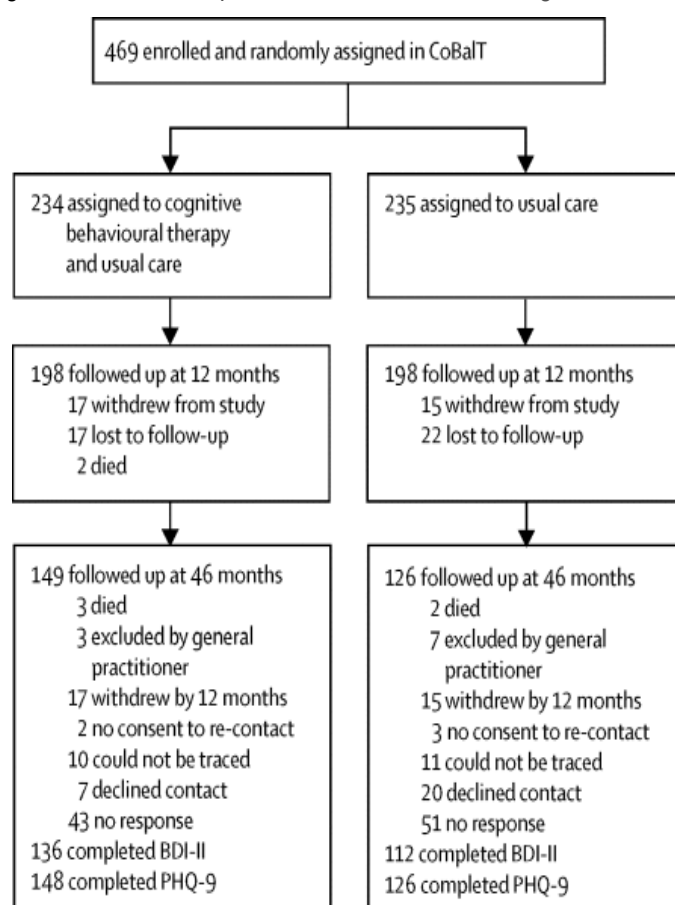 469 enrolled and randomly assigned in CoBalT
234 assigned to cognitive
behavioural therapy
and usual care
235 assigned to usual care
198 followed up at 12 months
17 withdrew from study
17 lost to follow-up
2 died
198 followed up at 12 months
15 withdrew from study
22 lost to follow-up
149 followed up at 46 months
3 died
3 excluded by general
practitioner
17 withdrew by 12 months
2 no consent to re-contact
10 could not be traced
7 declined contact
43 no response
136 completed BDI-II
148 completed PHQ-9
126 followed up at 46 months
2 died
7 excluded by general
practitioner
15 withdrew by 12 months
3 no consent to re-contact
11 could not be traced
20 declined contact
51 no response
112 completed BDI-II
126 completed PHQ-9